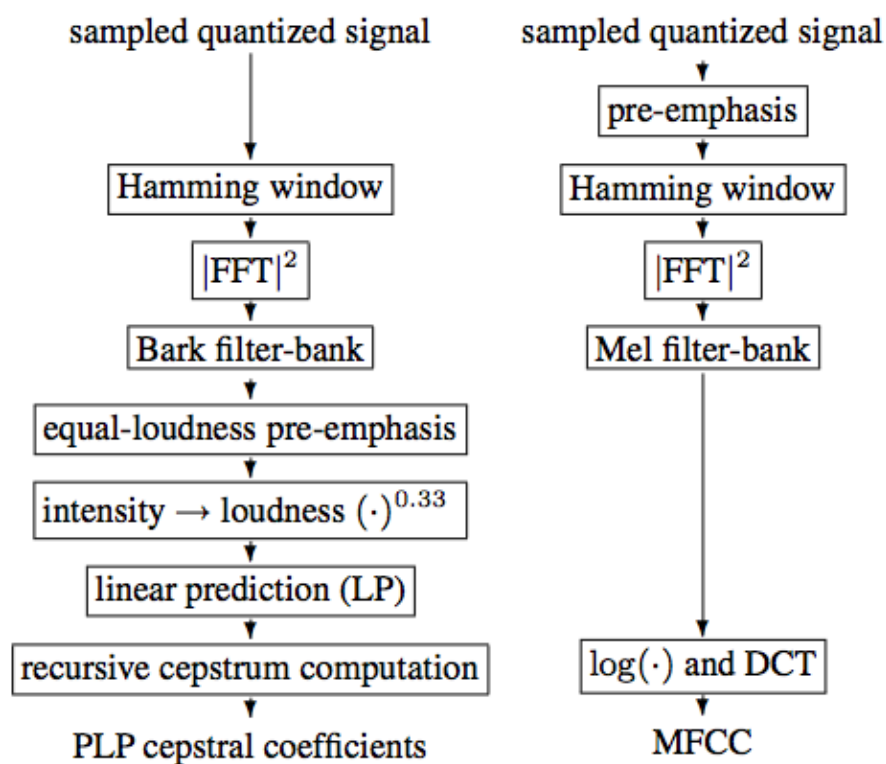 sampled quantized signal
Hamming window
|FFT|²
Bark filter-bank
equal-loudness pre-emphasis
intensity → loudness (·)^0.33
linear prediction (LP)
recursive cepstrum computation
PLP cepstral coefficients
sampled quantized signal
pre-emphasis
Hamming window
|FFT|²
Mel filter-bank
log(·) and DCT
MFCC